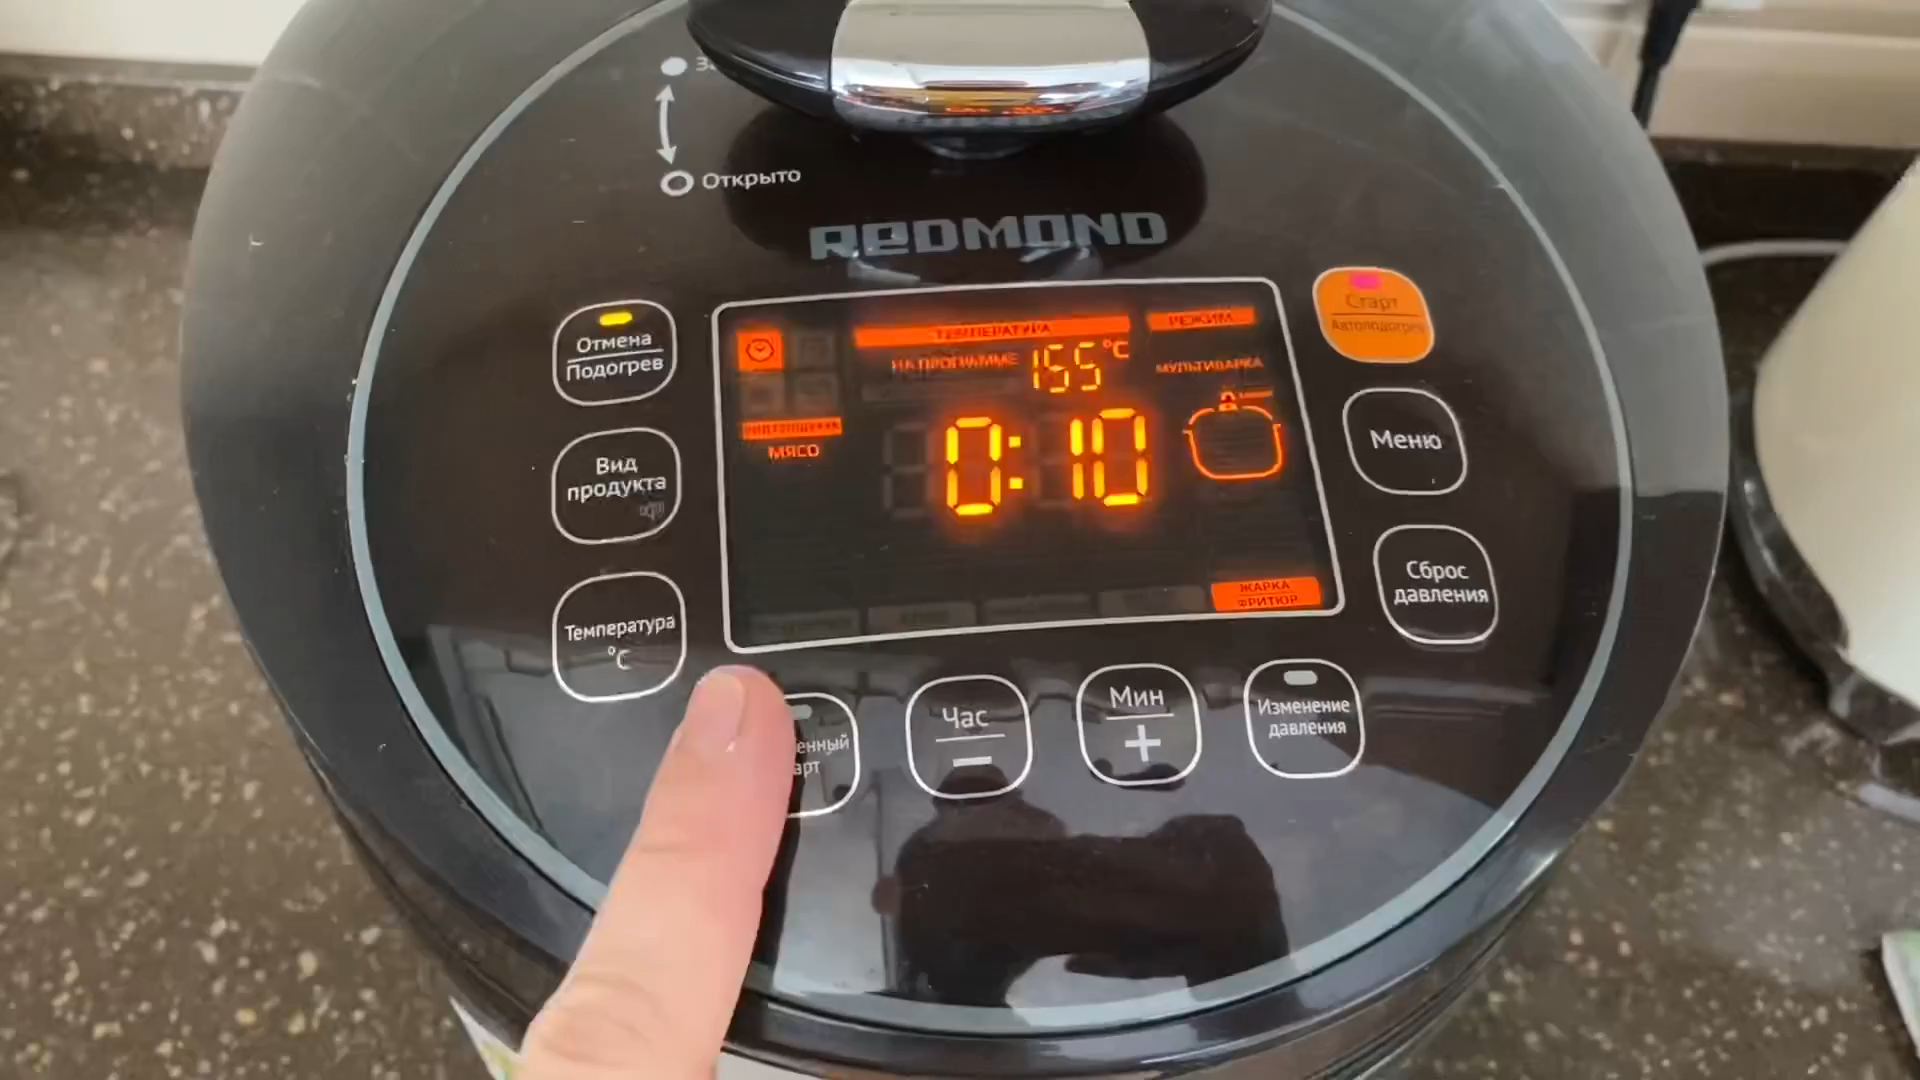 Открыто
REDMOND
Отмена
Подогрев
Вид
продукта
Температура
°C
ТЕМПЕРАТУРА
НА ПРОГРАММЕ 155 °C
РЕЖИМ
МУЛЬТИВАРКА
МЯСО
0:10
ЖАРКА
ФРИТЮР
Старт
Автоподогрев
Меню
Сброс
давления
Час
–
Мин
+
Изменение
давления